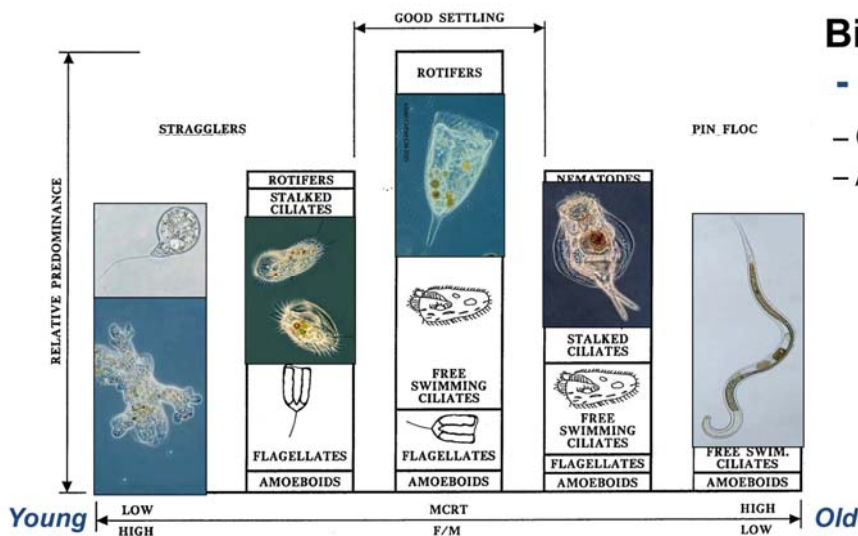 GOOD SETTLING
Bi
-
STRAGGLERS
PIN FLOC
RELATIVE PREDOMINANCE
ROTIFERS
STALKED
CILIATES
FLAGELLATES
AMOEBOIDS
ROTIFERS
FREE
SWIMMING
CILIATES
FLAGELLATES
AMOEBOIDS
NEMATODES
STALKED
CILIATES
FREE
SWIMMING
CILIATES
FLAGELLATES
AMOEBOIDS
FREE SWIM.
CILIATES
AMOEBOIDS
Young
LOW MCRT HIGH
HIGH F/M LOW
Old